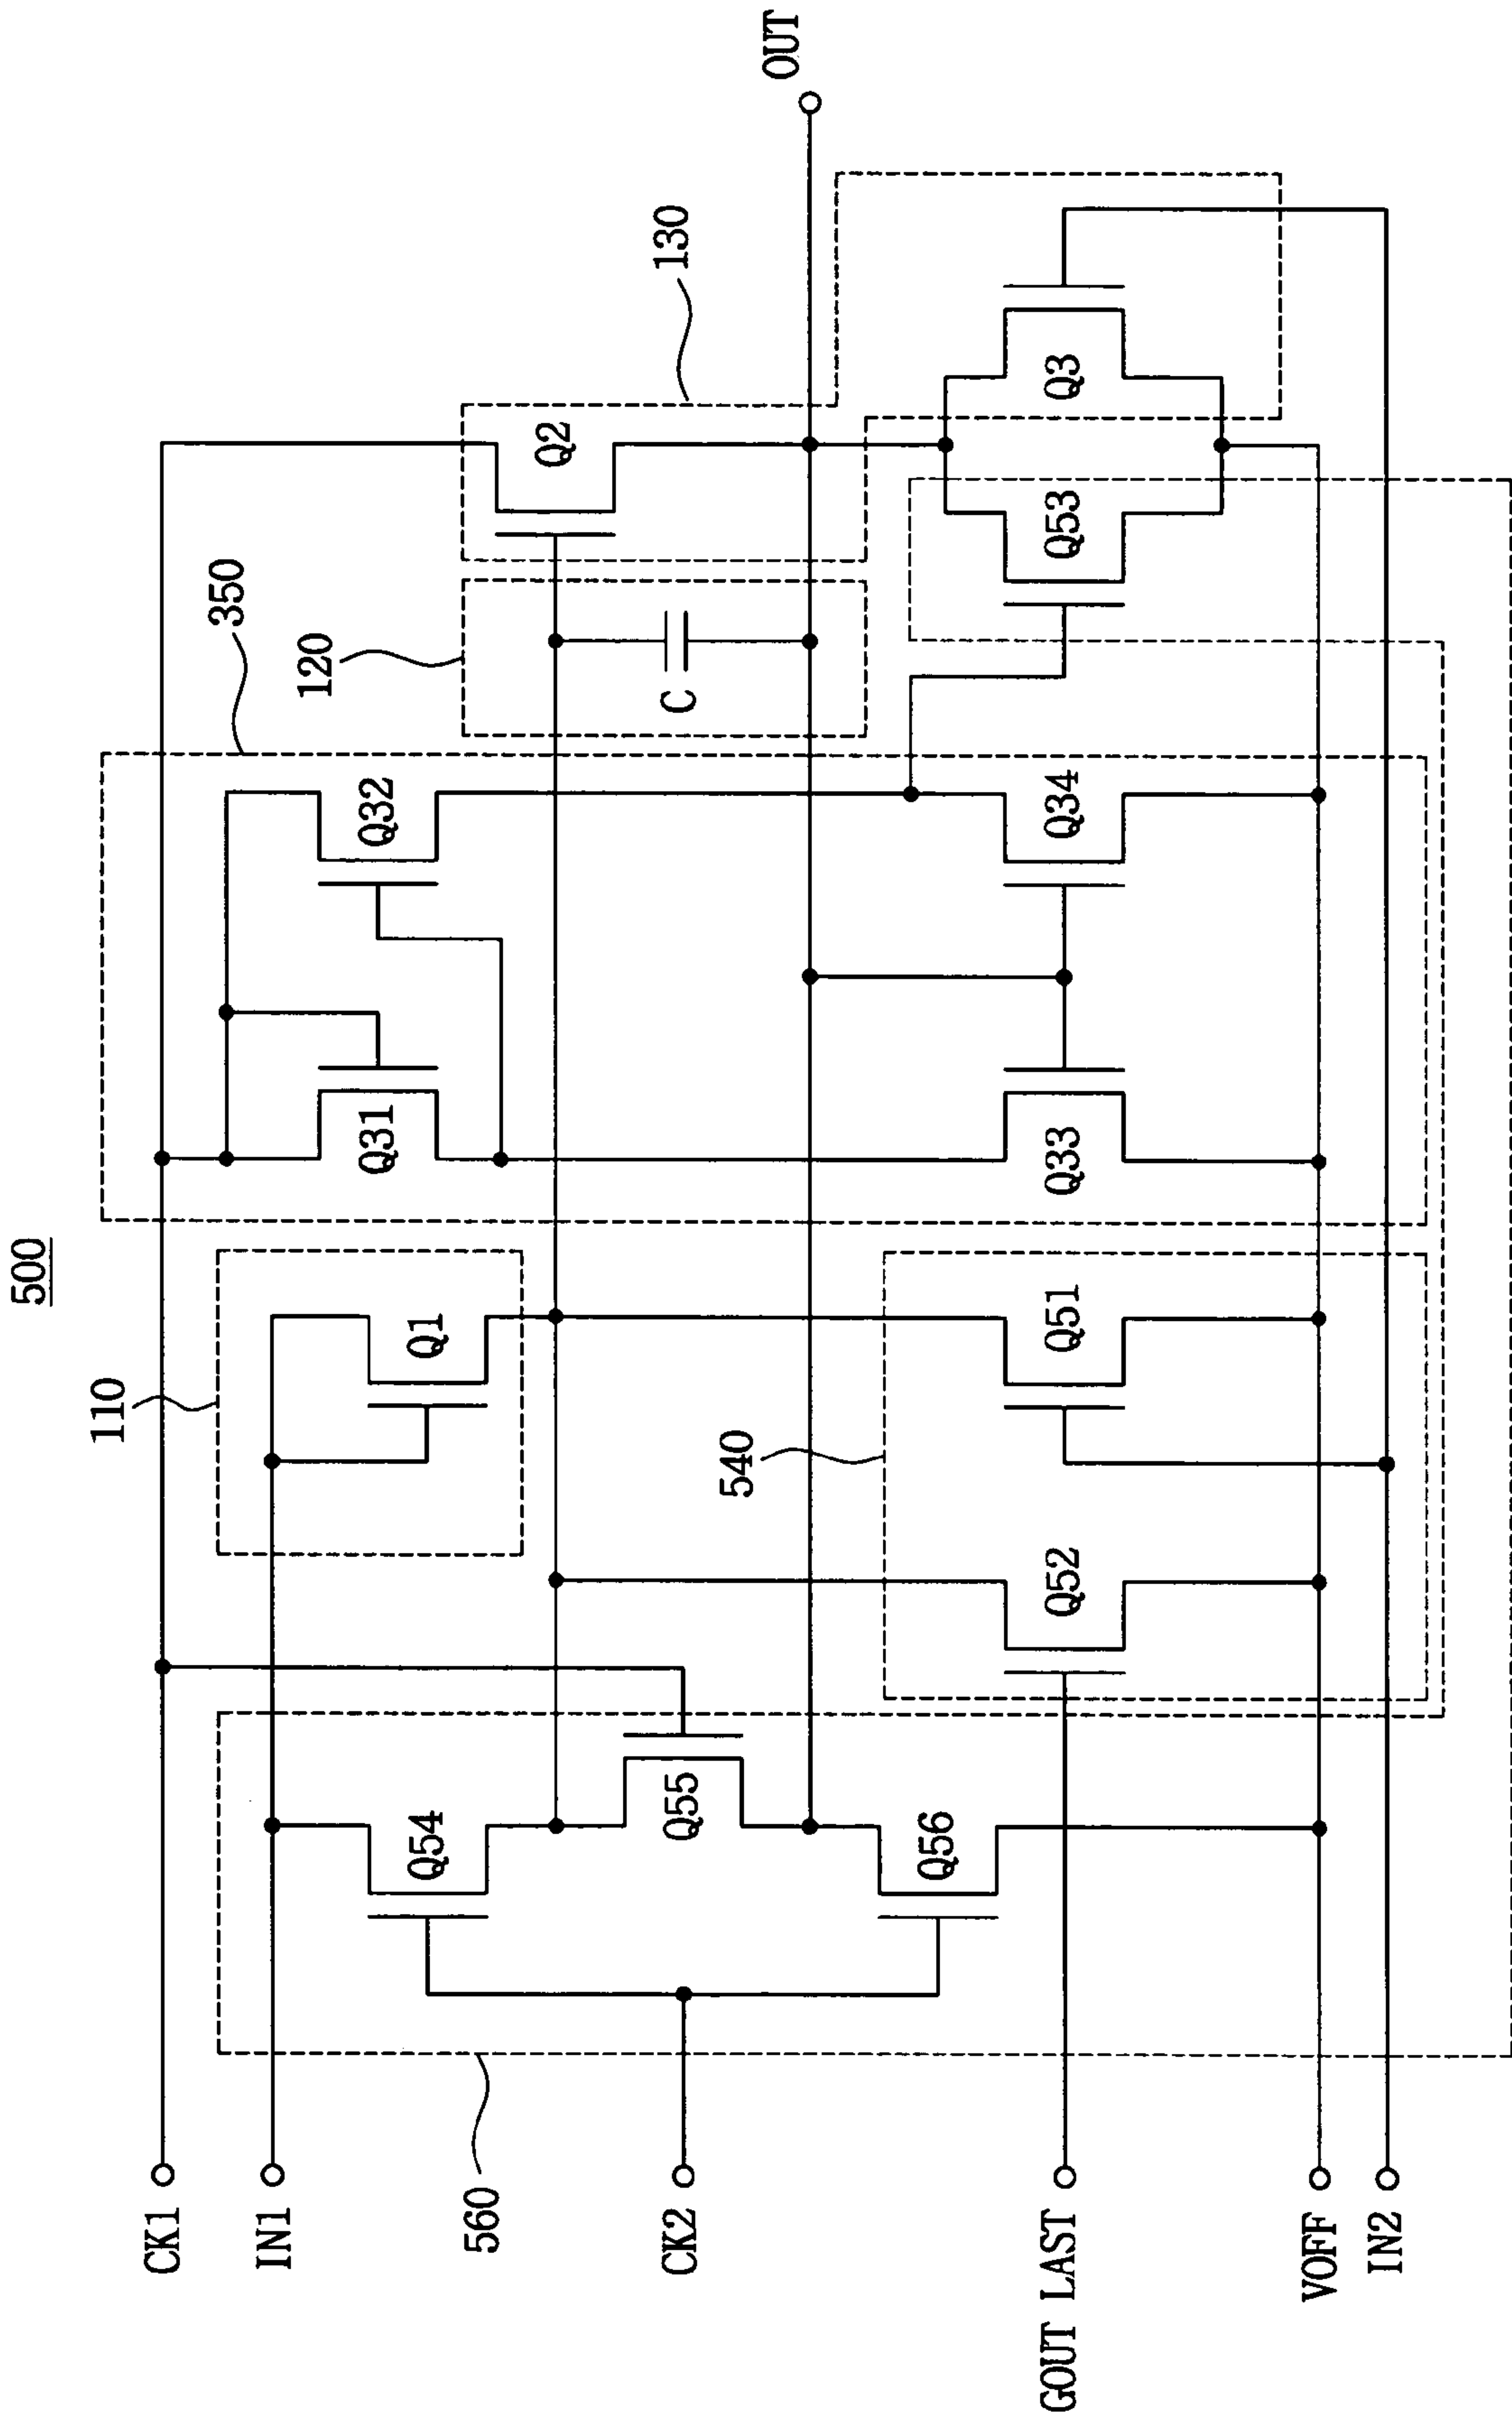 500
CK1
IN1
560
CK2
GOUT LAST
VOFF
IN2
110
Q1
350
Q31
Q32
120
C
130
Q2
OUT
Q54
Q55
Q56
540
Q52
Q51
Q33
Q34
Q53
Q3